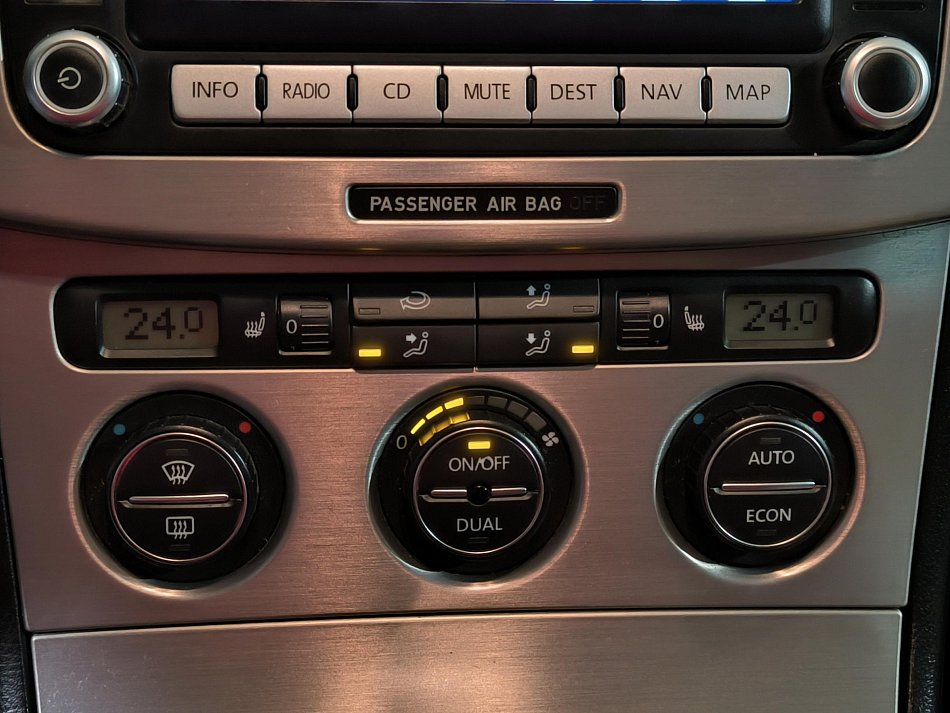 INFO RADIO CD MUTE DEST NAV MAP
PASSENGER AIR BAG OFF
24.0 0 0 24.0
0
ON/OFF
DUAL
AUTO
ECON